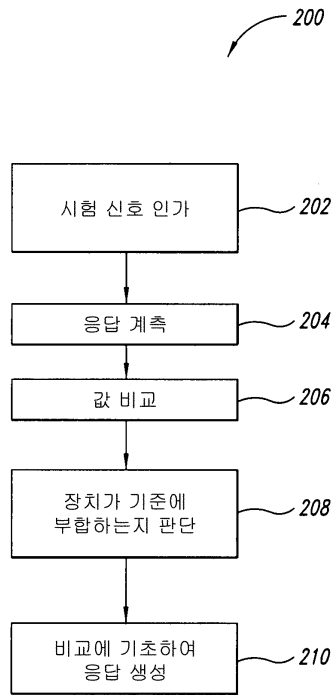 200
시험 신호 인가
202
응답 계측
204
값 비교
206
장치가 기준에
부합하는지 판단
208
비교에 기초하여
응답 생성
210